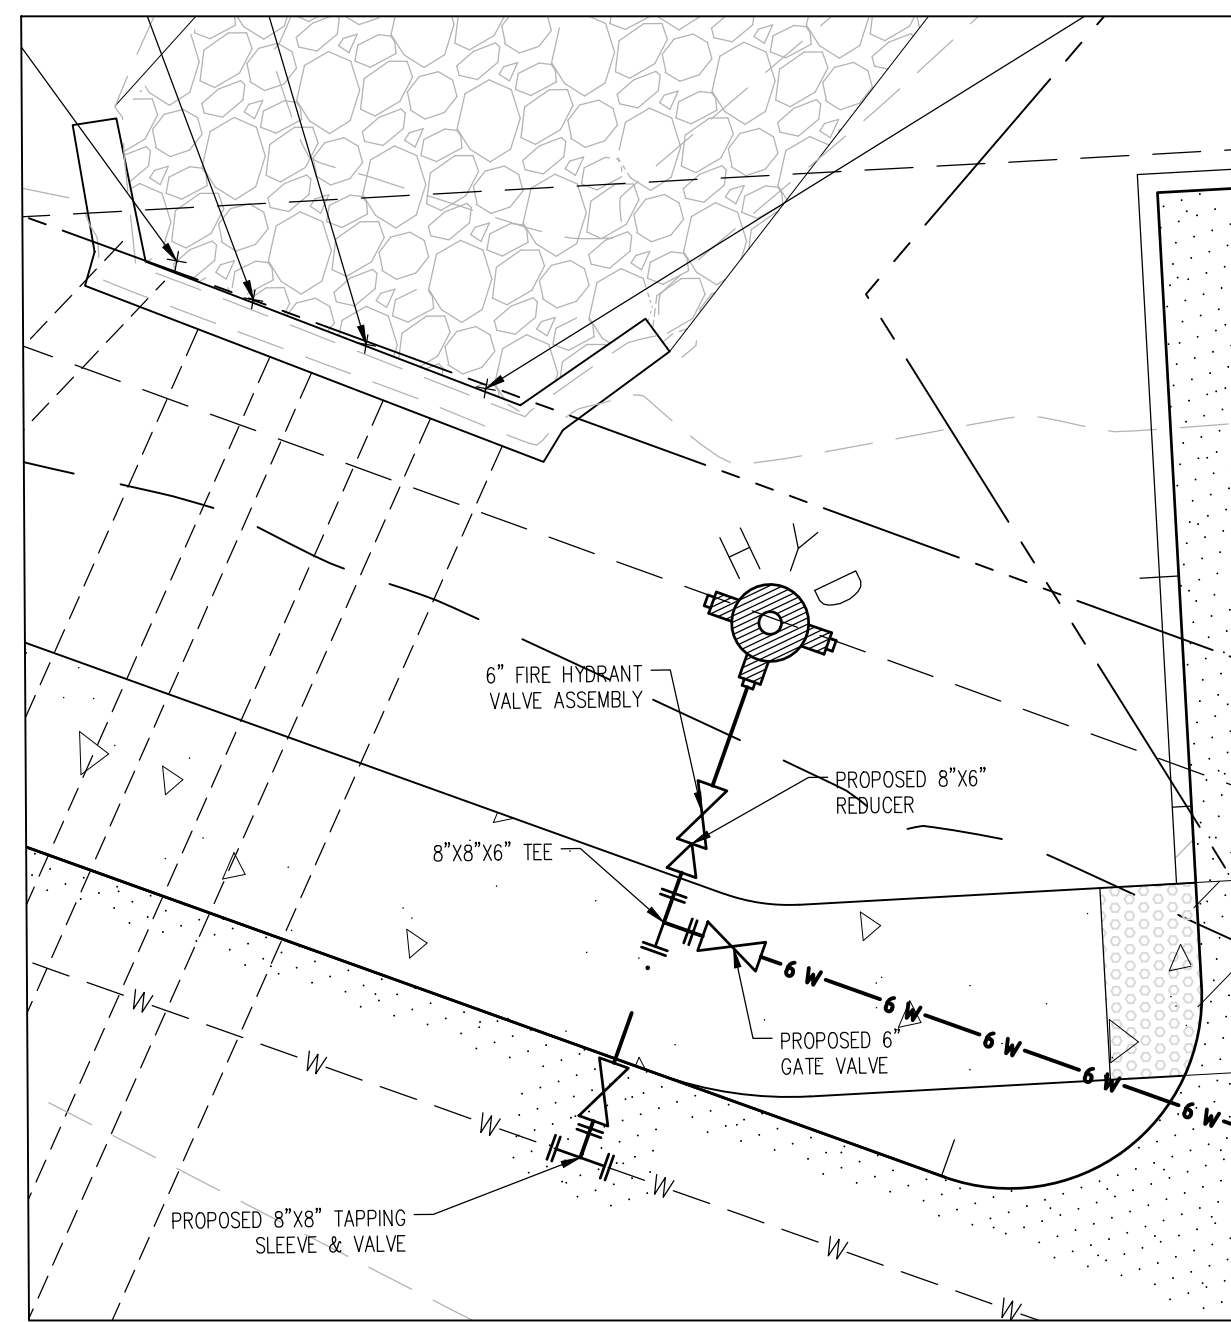 HYD
6” FIRE HYDRANT
VALVE ASSEMBLY
PROPOSED 8”X6”
REDUCER
8”X8”X6” TEE
6 W
6 W
6 W
6 W
6 W
PROPOSED 6”
GATE VALVE
W
W
W
W
W
W
PROPOSED 8”X8” TAPPING
SLEEVE & VALVE